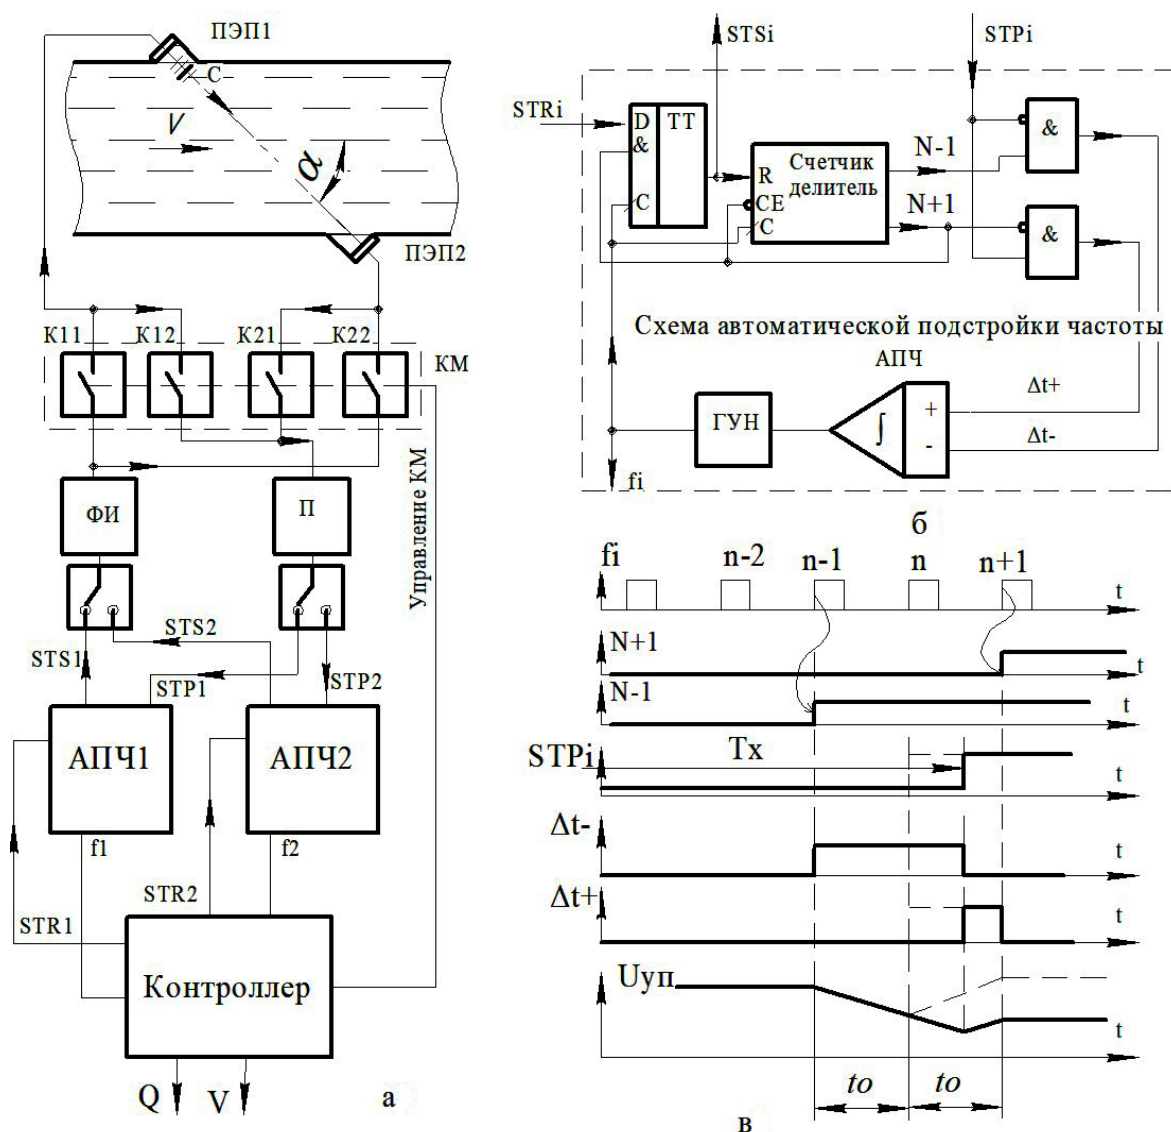 ПЭП1
С
V
α
ПЭП2
К11
К12
К21
К22
КМ
ФИ
П
Управление КМ
STS2
STS1
STP1
STP2
АПЧ1
АПЧ2
f1
f2
STR2
STR1
Контроллер
Q
V
а
STSi
STPi
STRi
D
&
C
TT
R
CE
C
Счетчик
делитель
N-1
N+1
&
&
Схема автоматической подстройки частоты
АПЧ
ГУН
∫
+
-
Δt+
Δt-
fi
б
fi
n-2
n-1
n
n+1
t
N+1
t
N-1
t
STPi
Tx
t
Δt-
t
Δt+
t
Uуп
t
to
to
в